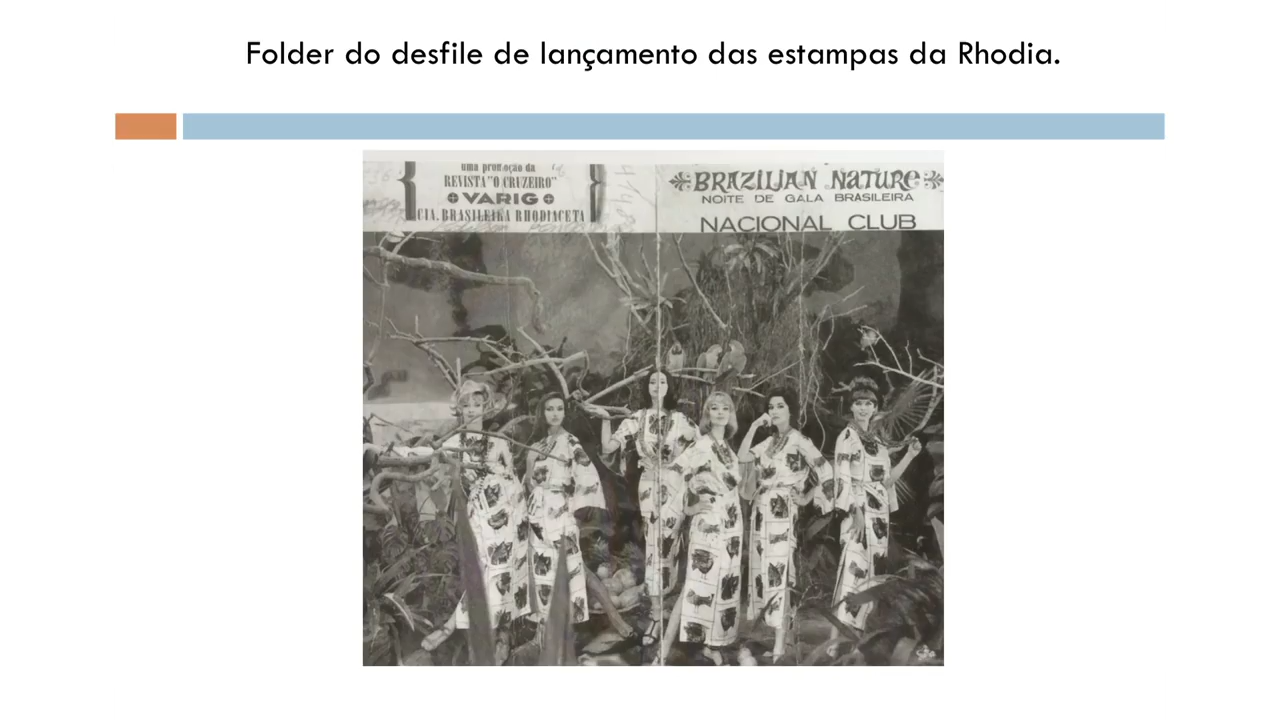 Folder do desfile de lançamento das estampas da Rhodia.
uma promoção da
REVISTA "O CRUZEIRO"
VARIG
CIA. BRASILEIRA RHODIACETA
BRAZILIAN NATURE
NOITE DE GALA BRASILEIRA
NACIONAL CLUB